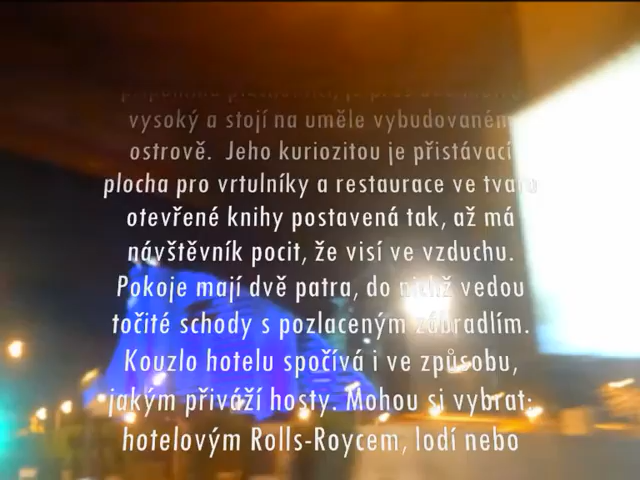 vysoký a stojí na uměle vybudovaném
ostrově. Jeho kuriozitou je přistávací
plocha pro vrtulníky a restaurace ve tvaru
otevřené knihy postavená tak, až má
návštěvník pocit, že visí ve vzduchu.
Pokoje mají dvě patra, do nichž vedou
točité schody s pozlaceným zábradlím.
Kouzlo hotelu spočívá i ve způsobu,
jakým přiváží hosty. Mohou si vybrat:
hotelovým Rolls-Roycem, lodí nebo